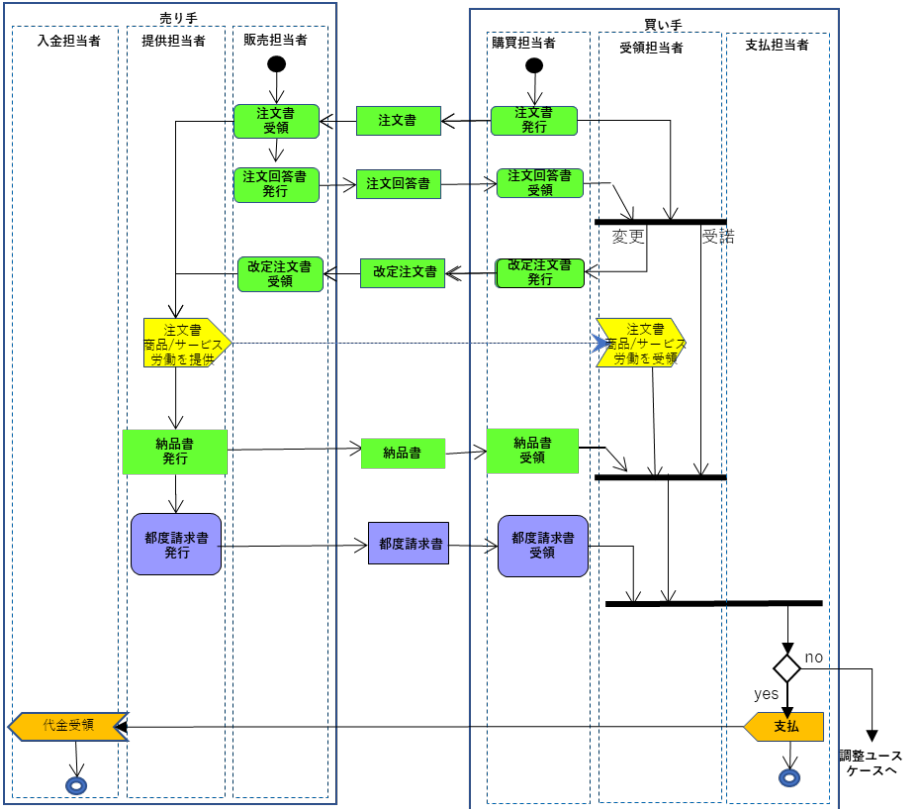 売り手
買い手
入金担当者
提供担当者
販売担当者
購買担当者
受領担当者
支払担当者
注文書
受領
注文書
注文書
発行
注文回答書
発行
注文回答書
注文回答書
受領
変更
受諾
改定注文書
受領
改定注文書
改定注文書
発行
注文書
商品/サービス
労働を提供
注文書
商品/サービス
労働を受領
納品書
発行
納品書
納品書
受領
都度請求書
発行
都度請求書
都度請求書
受領
no
yes
代金受領
支払
調整ユース
ケースへ